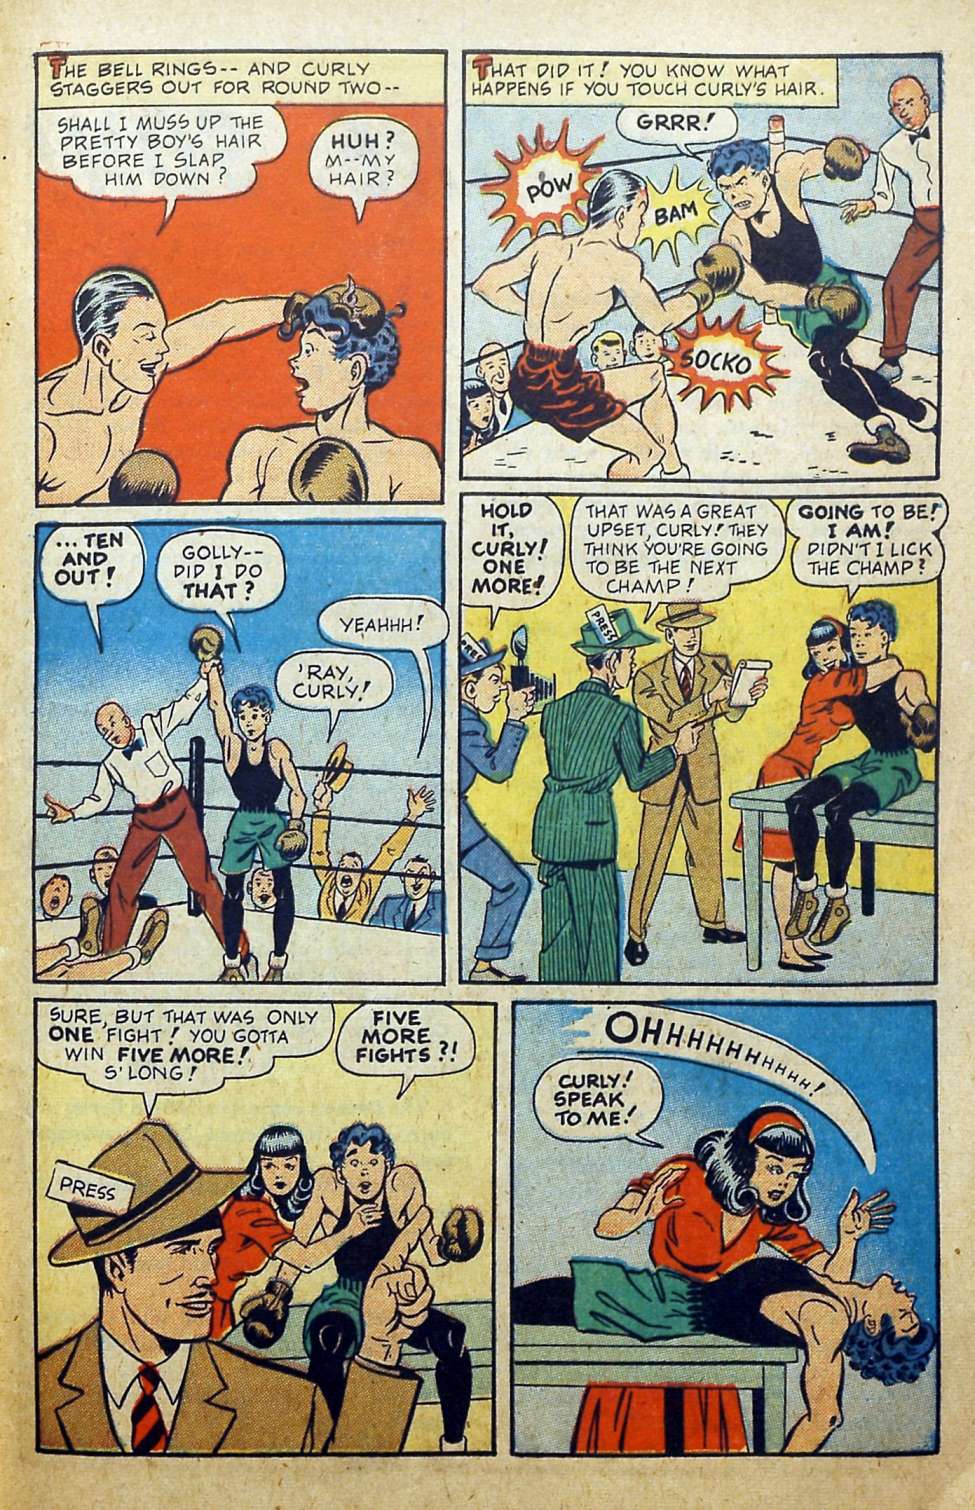 THE BELL RINGS-- AND CURLY
STAGGERS OUT FOR ROUND TWO--
SHALL I MUSS UP THE
PRETTY BOY'S HAIR
BEFORE I SLAP
HIM DOWN?
HUH?
M--MY
HAIR?
THAT DID IT! YOU KNOW WHAT
HAPPENS IF YOU TOUCH CURLY'S HAIR.
GRRR!
POW
BAM
SOCKO
...TEN
AND
OUT!
GOLLY--
DID I DO
THAT?
YEAHHH!
'RAY,
CURLY!
HOLD
IT,
CURLY!
ONE
MORE!
THAT WAS A GREAT
UPSET, CURLY! THEY
THINK YOU'RE GOING
TO BE THE NEXT
CHAMP!
GOING TO BE!
I AM!
DIDN'T I LICK
THE CHAMP?
PRESS
PRESS
SURE, BUT THAT WAS ONLY
ONE FIGHT! YOU GOTTA
WIN FIVE MORE!
S'LONG!
FIVE
MORE
FIGHTS?!
PRESS
OHHHHHHHHHH!
CURLY!
SPEAK
TO ME!